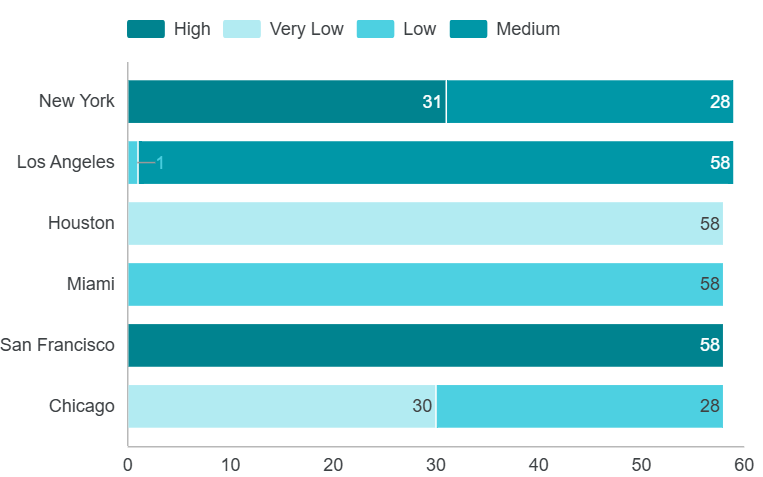 High Very Low Low Medium
New York 31 28
Los Angeles 1 58
Houston 58
Miami 58
San Francisco 58
Chicago 30 28
0 10 20 30 40 50 60